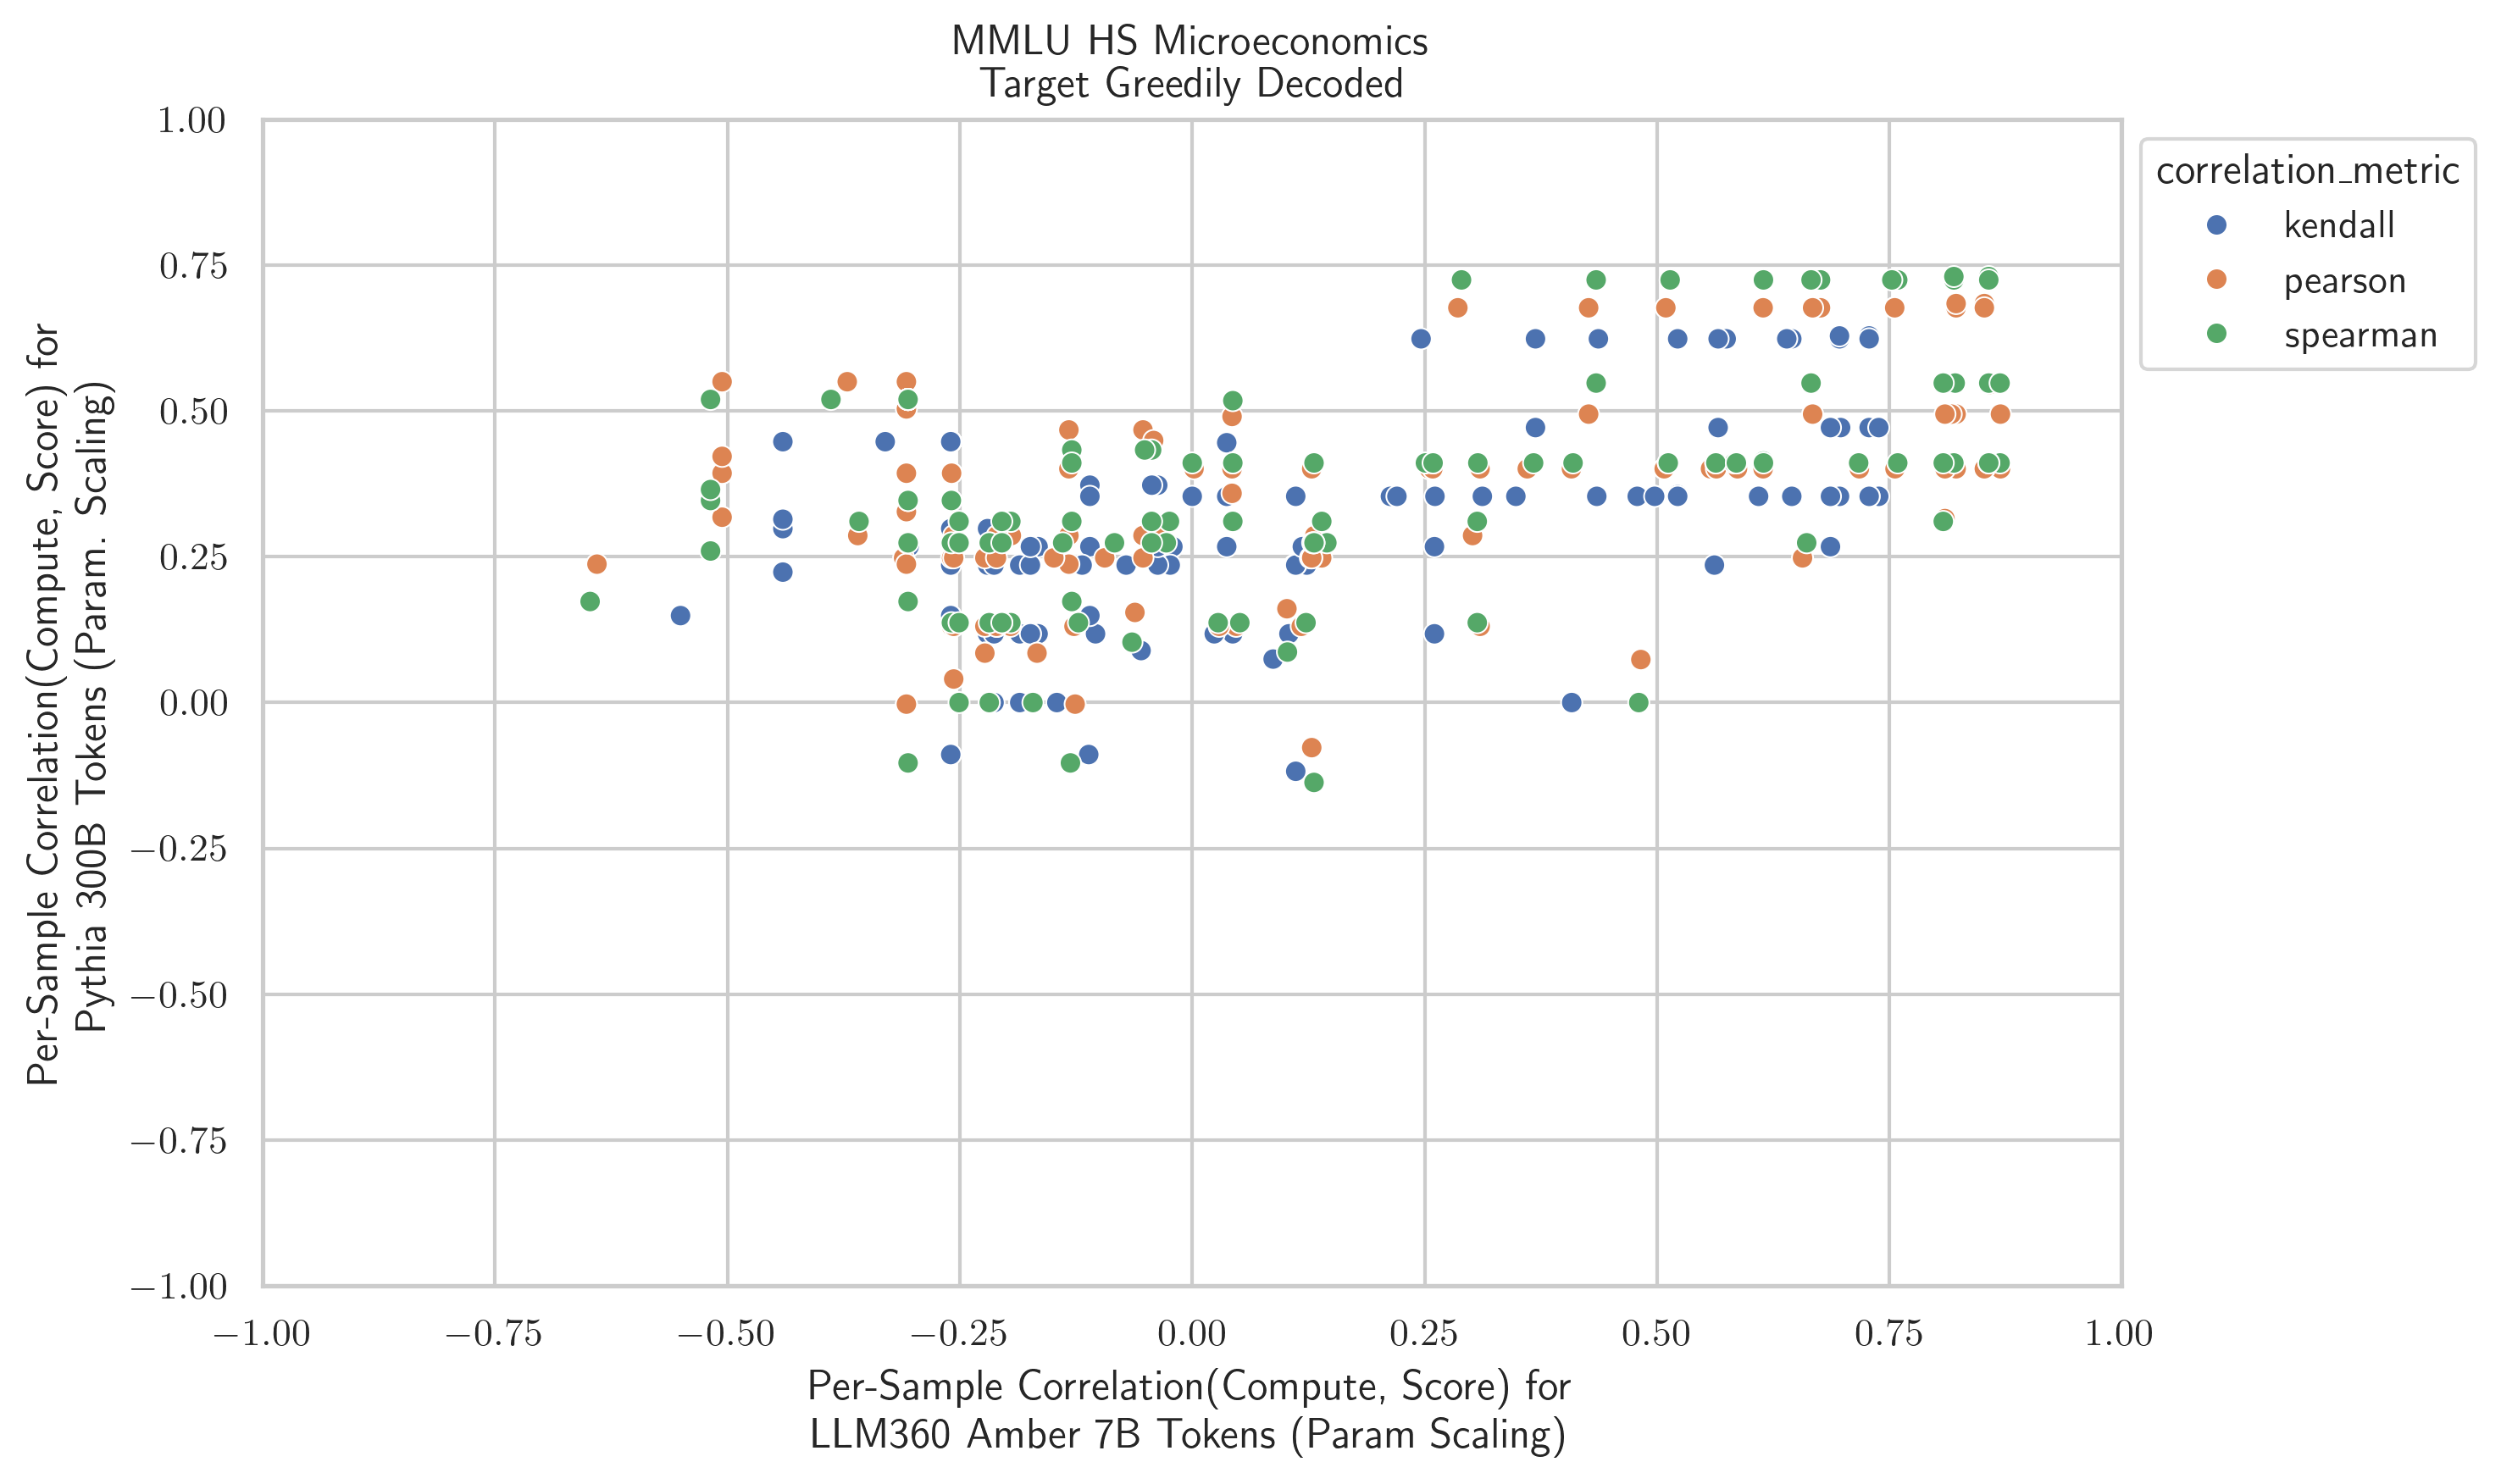 MMLU HS Microeconomics
Target Greedily Decoded
Per-Sample Correlation(Compute, Score) for
Pythia 300B Tokens (Param. Scaling)
1.00
0.75
0.50
0.25
0.00
−0.25
−0.50
−0.75
−1.00
−1.00
−0.75
−0.50
−0.25
0.00
0.25
0.50
0.75
1.00
Per-Sample Correlation(Compute, Score) for
LLM360 Amber 7B Tokens (Param Scaling)
correlation_metric
kendall
pearson
spearman